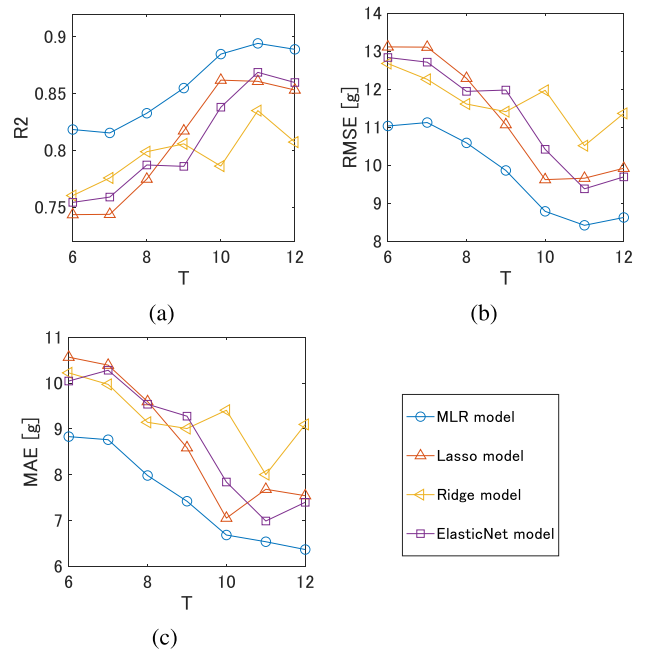 0.9
0.85
0.8
0.75
R2
6 8 10 12
T
(a)
14
13
12
11
10
9
8
RMSE [g]
6 8 10 12
T
(b)
11
10
9
8
7
6
MAE [g]
6 8 10 12
T
(c)
MLR model
Lasso model
Ridge model
ElasticNet model